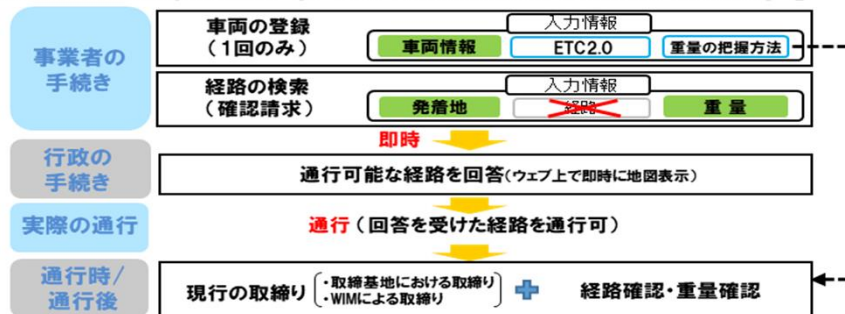 事業者の
手続き
車両の登録
(1回のみ)
入力情報
車両情報
ETC2.0
重量の把握方法
経路の検索
(確認請求)
入力情報
発着地
経路
重量
即時
行政の
手続き
通行可能な経路を回答(ウェブ上で即時に地図表示)
実際の通行
通行(回答を受けた経路を通行可)
通行時/
通行後
現行の取締り
・取締基地における取締り
・WIMによる取締り
経路確認・重量確認